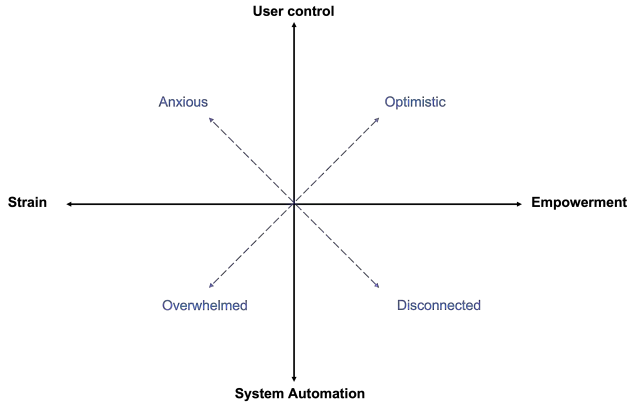 User control
Anxious
Optimistic
Strain
Empowerment
Overwhelmed
Disconnected
System Automation